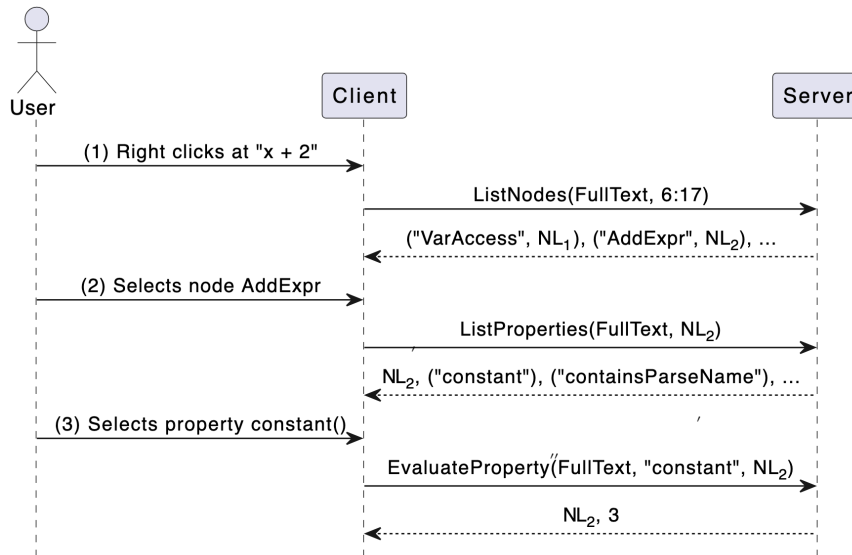 User
Client
Server
(1) Right clicks at "x + 2"
ListNodes(FullText, 6:17)
("VarAccess", NL₁), ("AddExpr", NL₂), ...
(2) Selects node AddExpr
ListProperties(FullText, NL₂)
NL₂, ("constant"), ("containsParseName"), ...
(3) Selects property constant()
EvaluateProperty(FullText, "constant", NL₂)
NL₂, 3